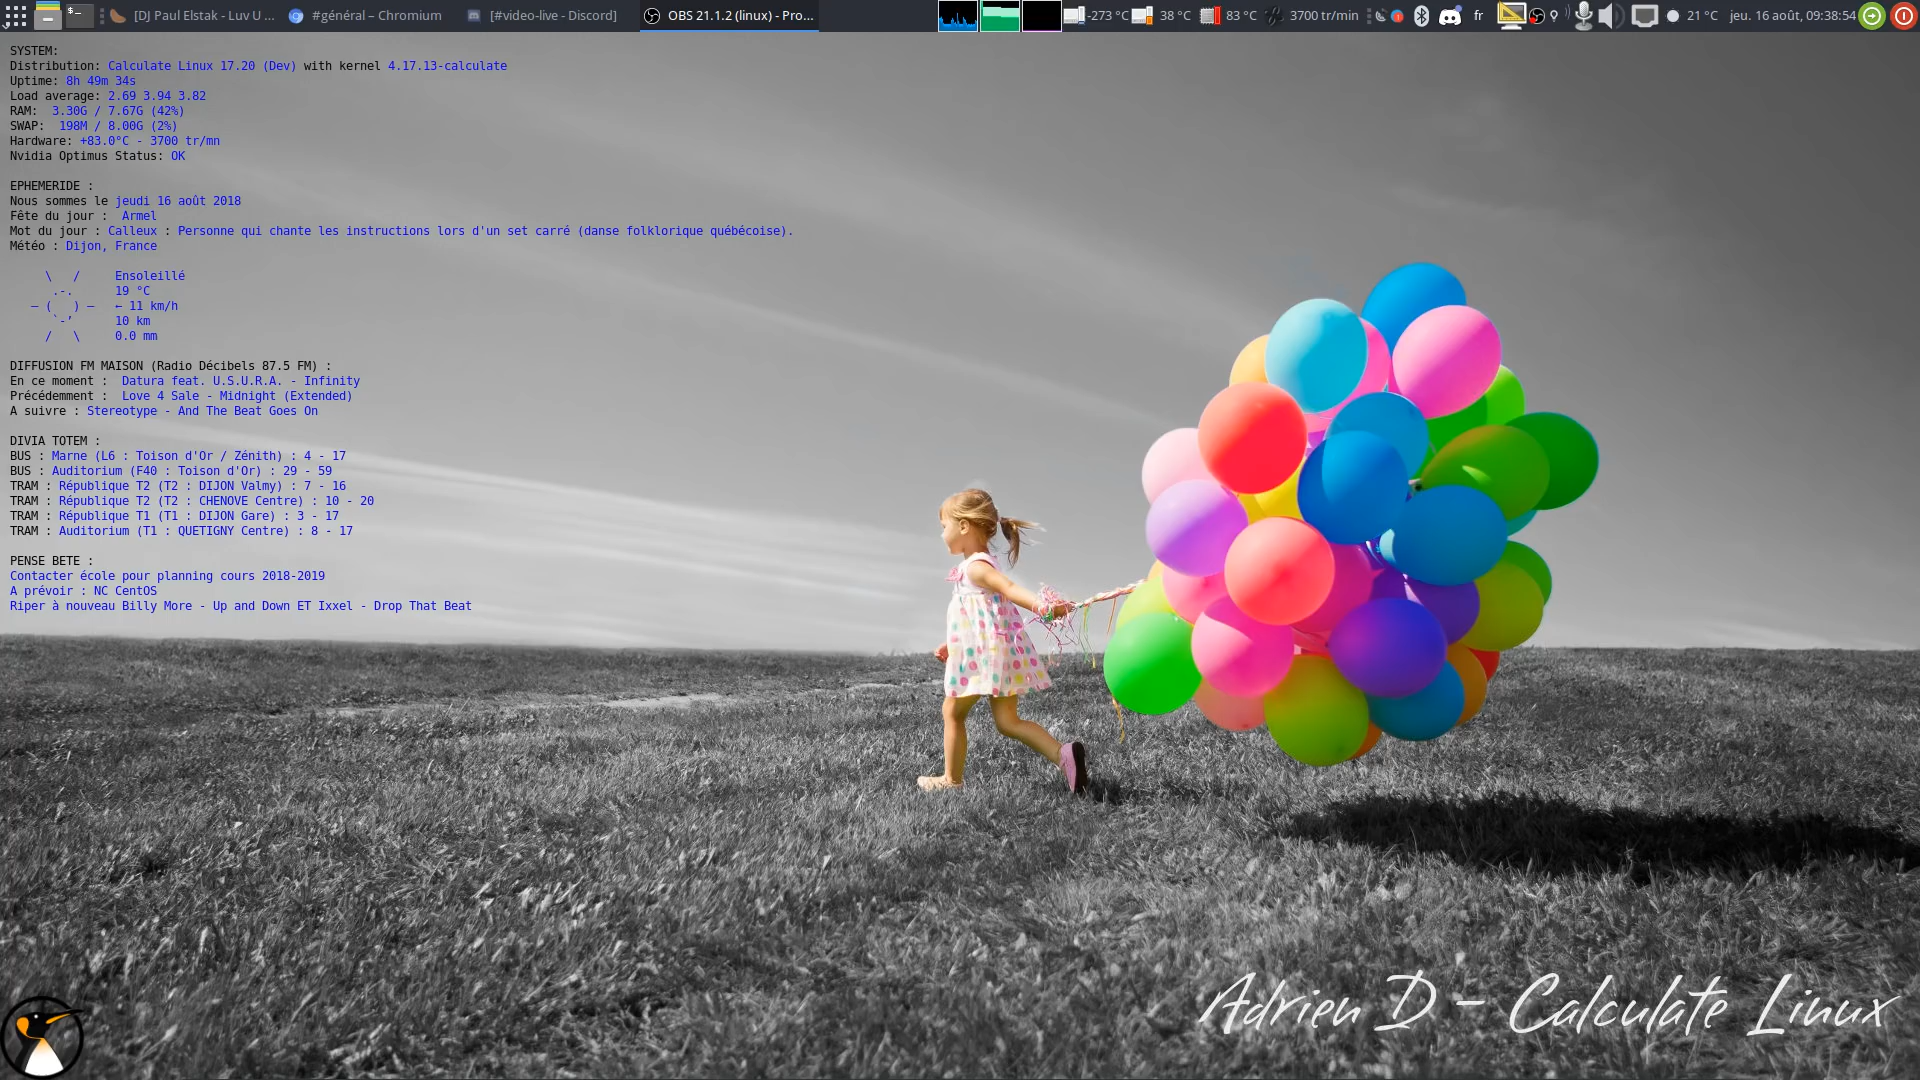 $_ [DJ Paul Elstak - Luv U ... #général – Chromium [#video-live - Discord] OBS 21.1.2 (linux) - Pro... -273 °C 38 °C 83 °C 3700 tr/min fr 21 °C jeu. 16 août, 09:38:54
SYSTEM:
Distribution: Calculate Linux 17.20 (Dev) with kernel 4.17.13-calculate
Uptime: 8h 49m 34s
Load average: 2.69 3.94 3.82
RAM: 3.30G / 7.67G (42%)
SWAP: 198M / 8.00G (2%)
Hardware: +83.0°C - 3700 tr/mn
Nvidia Optimus Status: OK
EPHEMERIDE :
Nous sommes le jeudi 16 août 2018
Fête du jour : Armel
Mot du jour : Calleux : Personne qui chante les instructions lors d'un set carré (danse folklorique québécoise).
Météo : Dijon, France
\ / Ensoleillé
.-. 19 °C
― ( ) ― ← 11 km/h
`-’ 10 km
/ \ 0.0 mm
DIFFUSION FM MAISON (Radio Décibels 87.5 FM) :
En ce moment : Datura feat. U.S.U.R.A. - Infinity
Précédemment : Love 4 Sale - Midnight (Extended)
A suivre : Stereotype - And The Beat Goes On
DIVIA TOTEM :
BUS : Marne (L6 : Toison d'Or / Zénith) : 4 - 17
BUS : Auditorium (F40 : Toison d'Or) : 29 - 59
TRAM : République T2 (T2 : DIJON Valmy) : 7 - 16
TRAM : République T2 (T2 : CHENOVE Centre) : 10 - 20
TRAM : République T1 (T1 : DIJON Gare) : 3 - 17
TRAM : Auditorium (T1 : QUETIGNY Centre) : 8 - 17
PENSE BETE :
Contacter école pour planning cours 2018-2019
A prévoir : NC CentOS
Riper à nouveau Billy More - Up and Down ET Ixxel - Drop That Beat
Adrien D - Calculate Linux